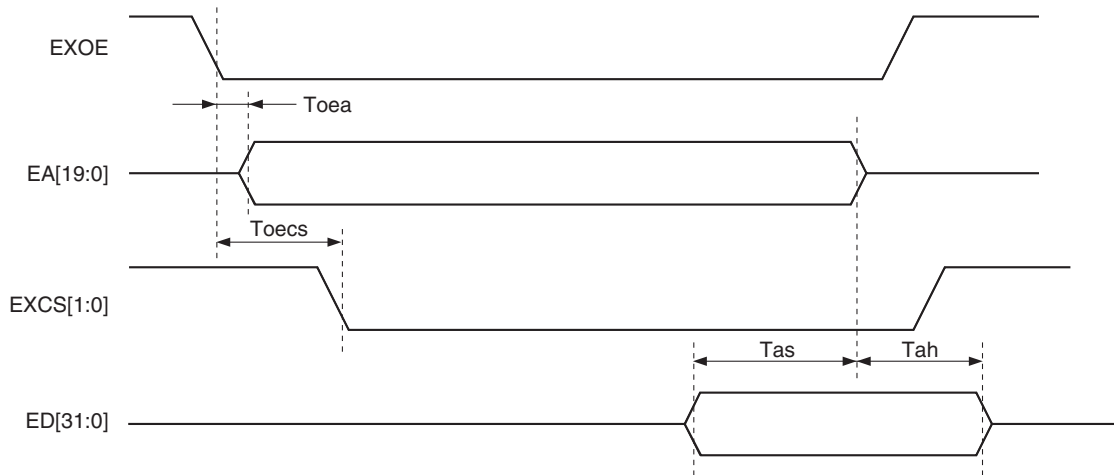 EXOE
Toea
EA[19:0]
Toecs
EXCS[1:0]
Tas
Tah
ED[31:0]